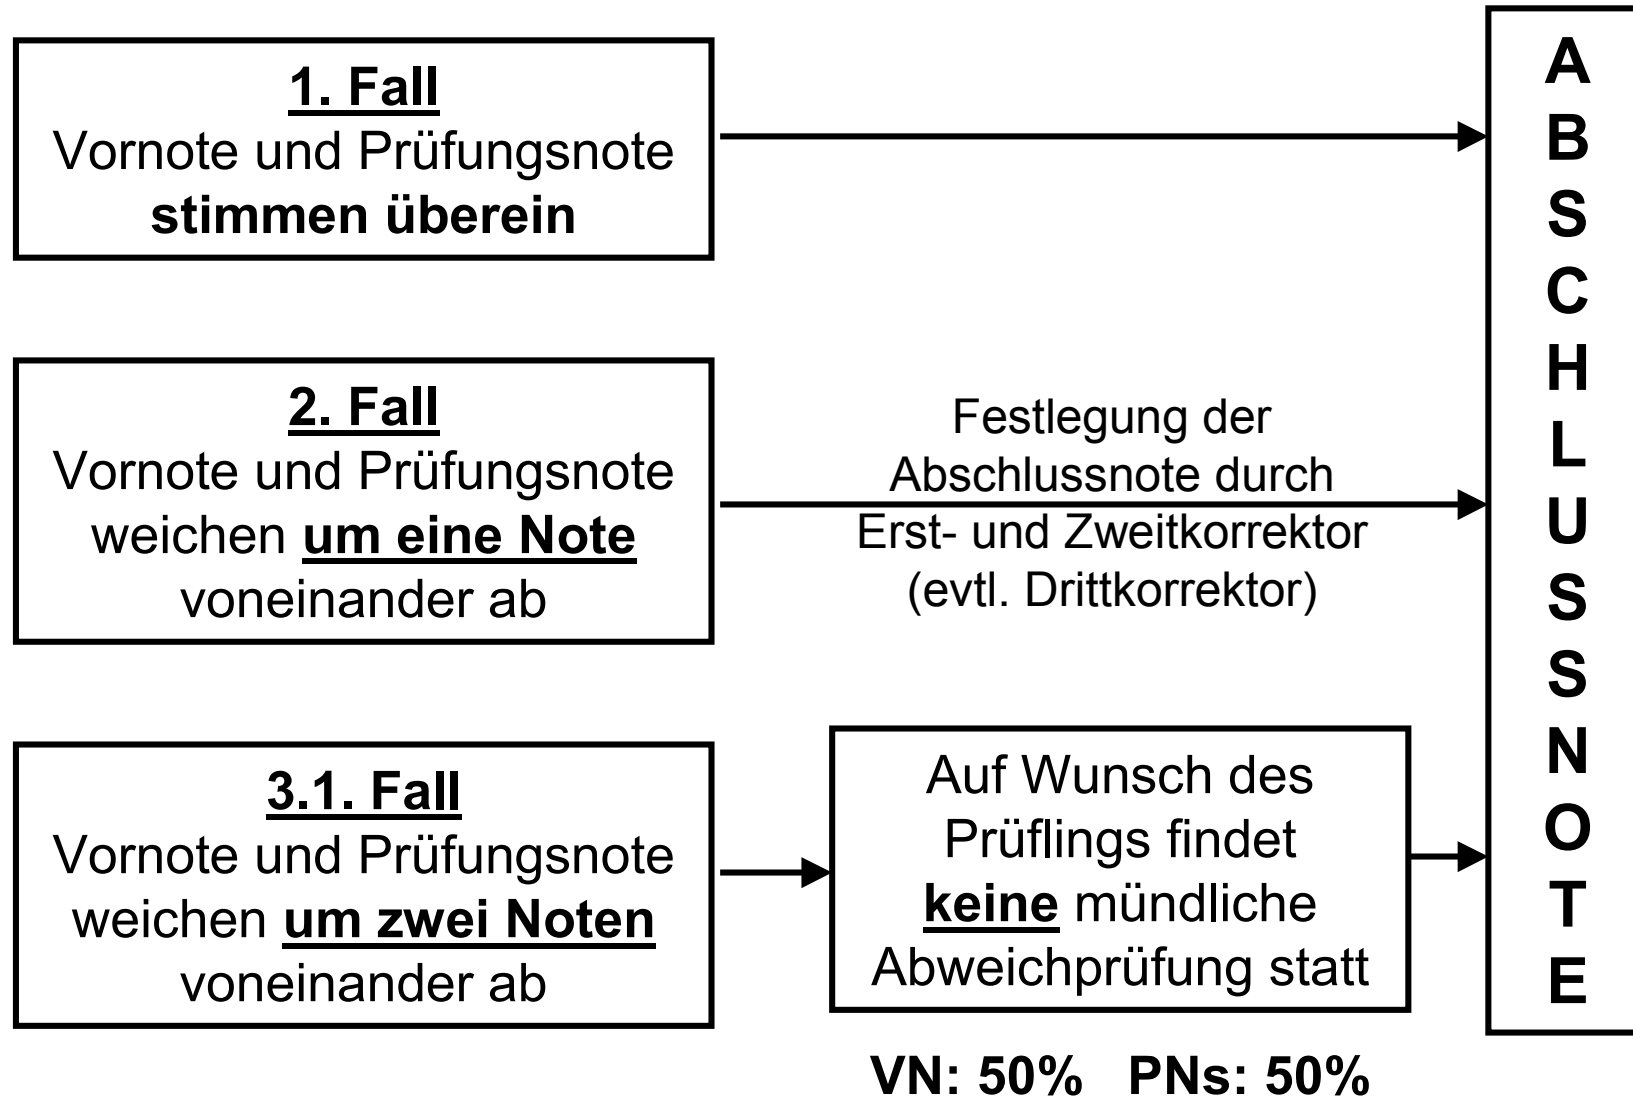 1. Fall
Vornote und Prüfungsnote
stimmen überein
2. Fall
Vornote und Prüfungsnote
weichen um eine Note
voneinander ab
Festlegung der
Abschlussnote durch
Erst- und Zweitkorrektor
(evtl. Drittkorrektor)
3.1. Fall
Vornote und Prüfungsnote
weichen um zwei Noten
voneinander ab
Auf Wunsch des
Prüflings findet
keine mündliche
Abweichprüfung statt
VN: 50% PNs: 50%
A
B
S
C
H
L
U
S
S
N
O
T
E